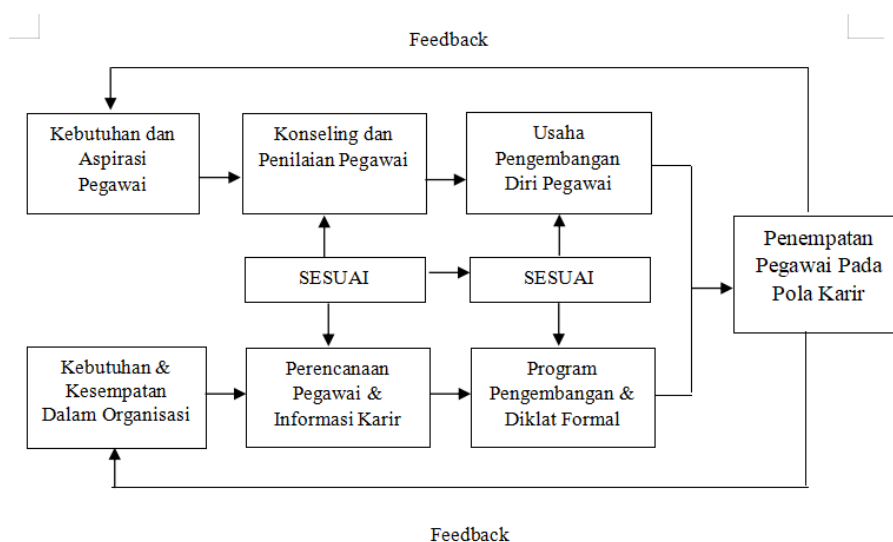 Feedback
Kebutuhan dan
Aspirasi
Pegawai
Konseling dan
Penilaian Pegawai
Usaha
Pengembangan
Diri Pegawai
SESUAI
SESUAI
Penempatan
Pegawai Pada
Pola Karir
Kebutuhan &
Kesempatan
Dalam Organisasi
Perencanaan
Pegawai &
Informasi Karir
Program
Pengembangan &
Diklat Formal
Feedback